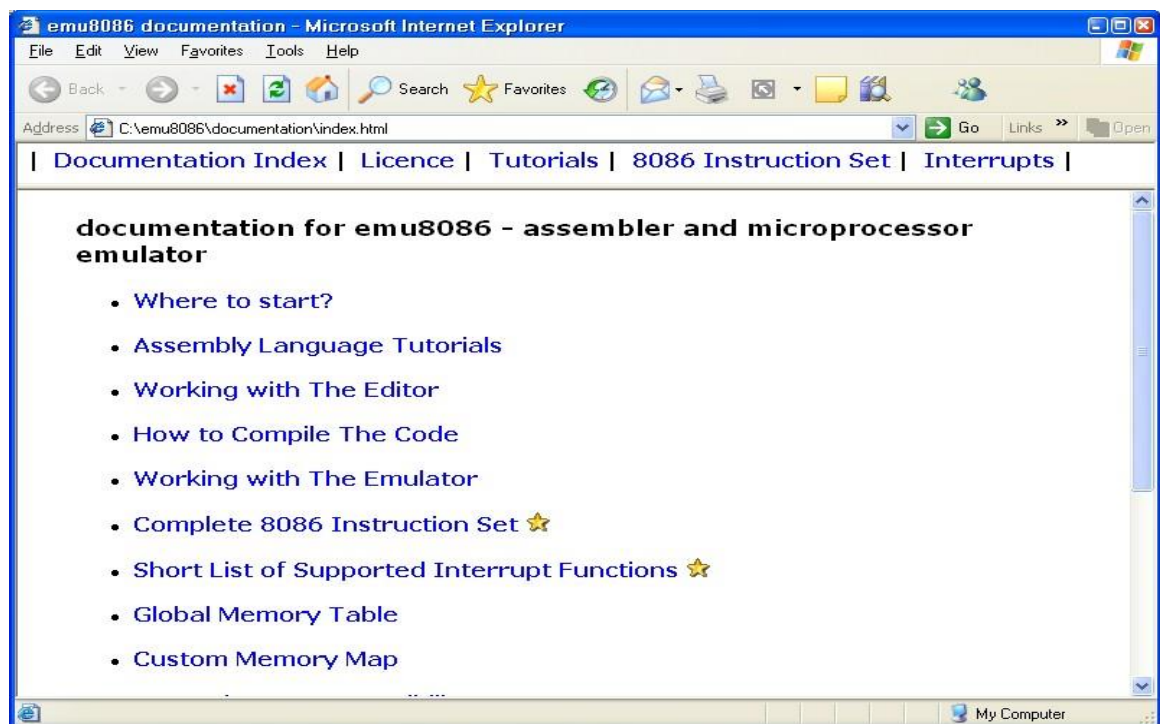 emu8086 documentation - Microsoft Internet Explorer
File Edit View Favorites Tools Help
Back Search Favorites
Address C:\emu8086\documentation\index.html Go Links » Open
| Documentation Index | Licence | Tutorials | 8086 Instruction Set | Interrupts |
documentation for emu8086 - assembler and microprocessor
emulator
• Where to start?
• Assembly Language Tutorials
• Working with The Editor
• How to Compile The Code
• Working with The Emulator
• Complete 8086 Instruction Set
• Short List of Supported Interrupt Functions
• Global Memory Table
• Custom Memory Map
My Computer